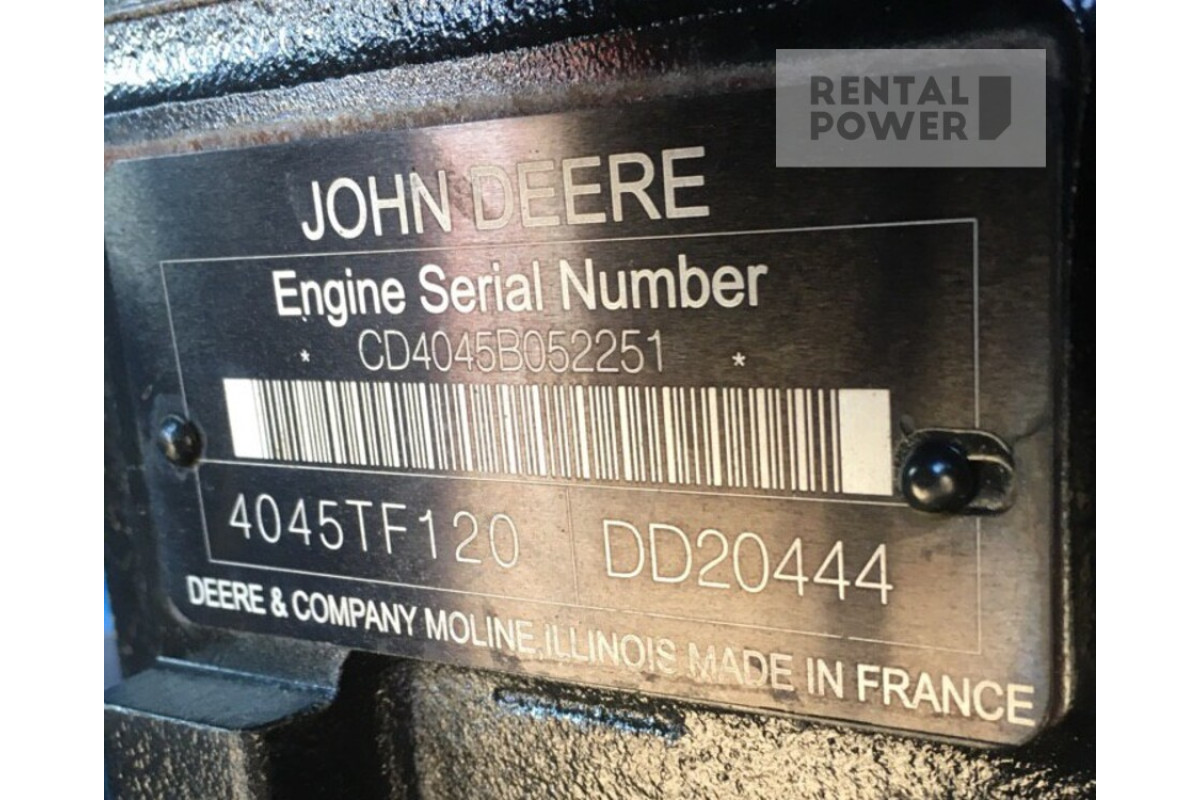 RENTAL
POWER
JOHN DEERE
Engine Serial Number
* CD4045B052251 *
4045TF120 DD20444
DEERE & COMPANY MOLINE,ILLINOIS MADE IN FRANCE